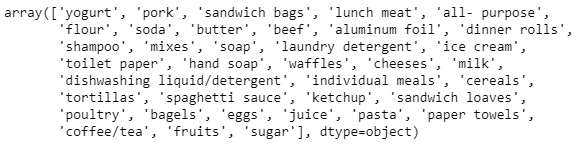 array(['yogurt', 'pork', 'sandwich bags', 'lunch meat', 'all- purpose',
'flour', 'soda', 'butter', 'beef', 'aluminum foil', 'dinner rolls',
'shampoo', 'mixes', 'soap', 'laundry detergent', 'ice cream',
'toilet paper', 'hand soap', 'waffles', 'cheeses', 'milk',
'dishwashing liquid/detergent', 'individual meals', 'cereals',
'tortillas', 'spaghetti sauce', 'ketchup', 'sandwich loaves',
'poultry', 'bagels', 'eggs', 'juice', 'pasta', 'paper towels',
'coffee/tea', 'fruits', 'sugar'], dtype=object)